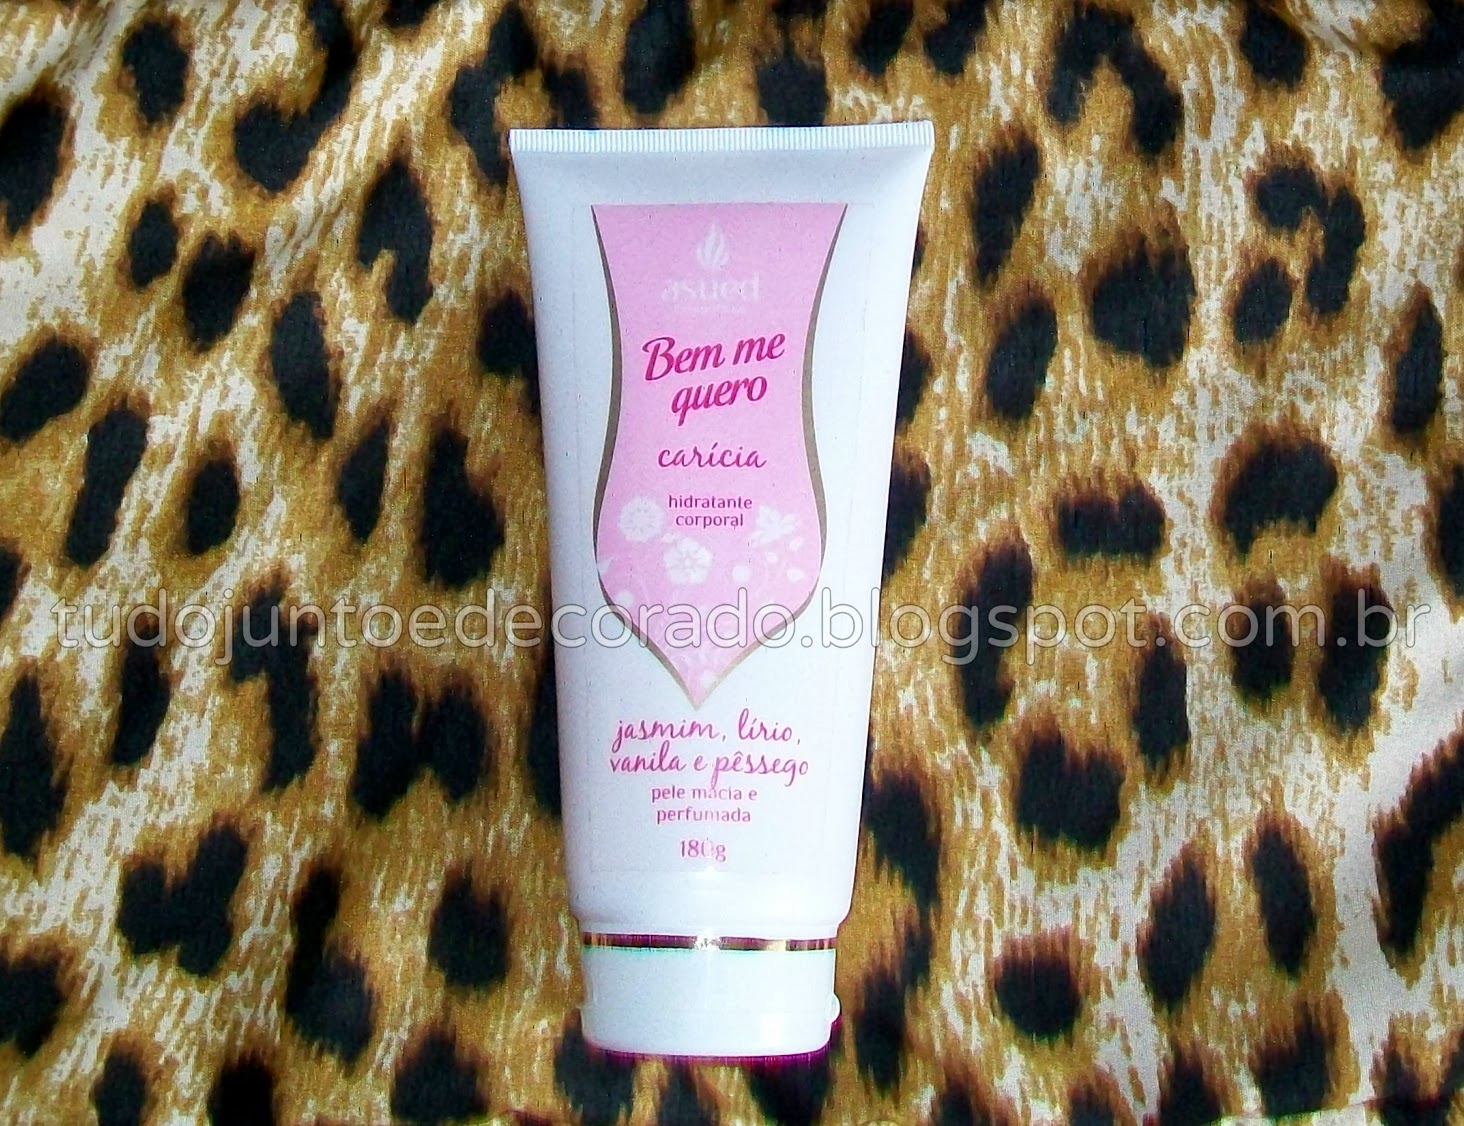 asued
Bem me
quero
carícia
hidratante
corporal
tudojuntoedecorado.blogspot.com.br
jasmim, lírio,
vanila e pêssego
pele macia e
perfumada
180g